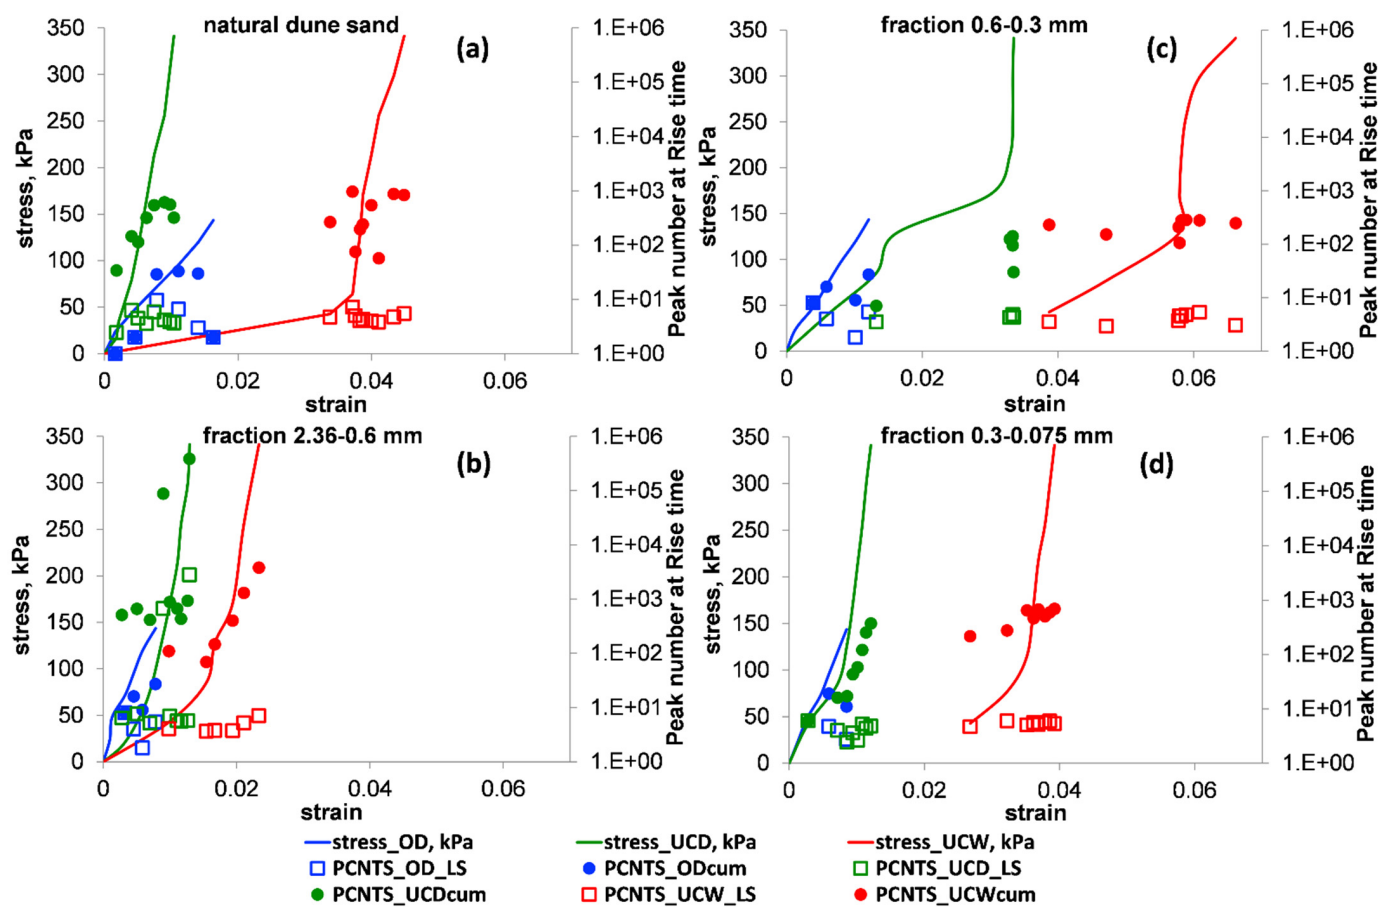 natural dune sand
(a)
350
300
250
200
150
100
50
0
stress, kPa
1.E+06
1.E+05
1.E+04
1.E+03
1.E+02
1.E+01
1.E+00
Peak number at Rise time
0 0.02 0.04 0.06
strain
fraction 0.6-0.3 mm
(c)
350
300
250
200
150
100
50
0
stress, kPa
1.E+06
1.E+05
1.E+04
1.E+03
1.E+02
1.E+01
1.E+00
Peak number at Rise time
0 0.02 0.04 0.06
strain
fraction 2.36-0.6 mm
(b)
350
300
250
200
150
100
50
0
stress, kPa
1.E+06
1.E+05
1.E+04
1.E+03
1.E+02
1.E+01
1.E+00
Peak number at Rise time
0 0.02 0.04 0.06
strain
fraction 0.3-0.075 mm
(d)
350
300
250
200
150
100
50
0
stress, kPa
1.E+06
1.E+05
1.E+04
1.E+03
1.E+02
1.E+01
1.E+00
Peak number at Rise time
0 0.02 0.04 0.06
strain
stress_OD, kPa stress_UCD, kPa stress_UCW, kPa
PCNTS_OD_LS PCNTS_ODcum PCNTS_UCD_LS
PCNTS_UCDcum PCNTS_UCW_LS PCNTS_UCWcum